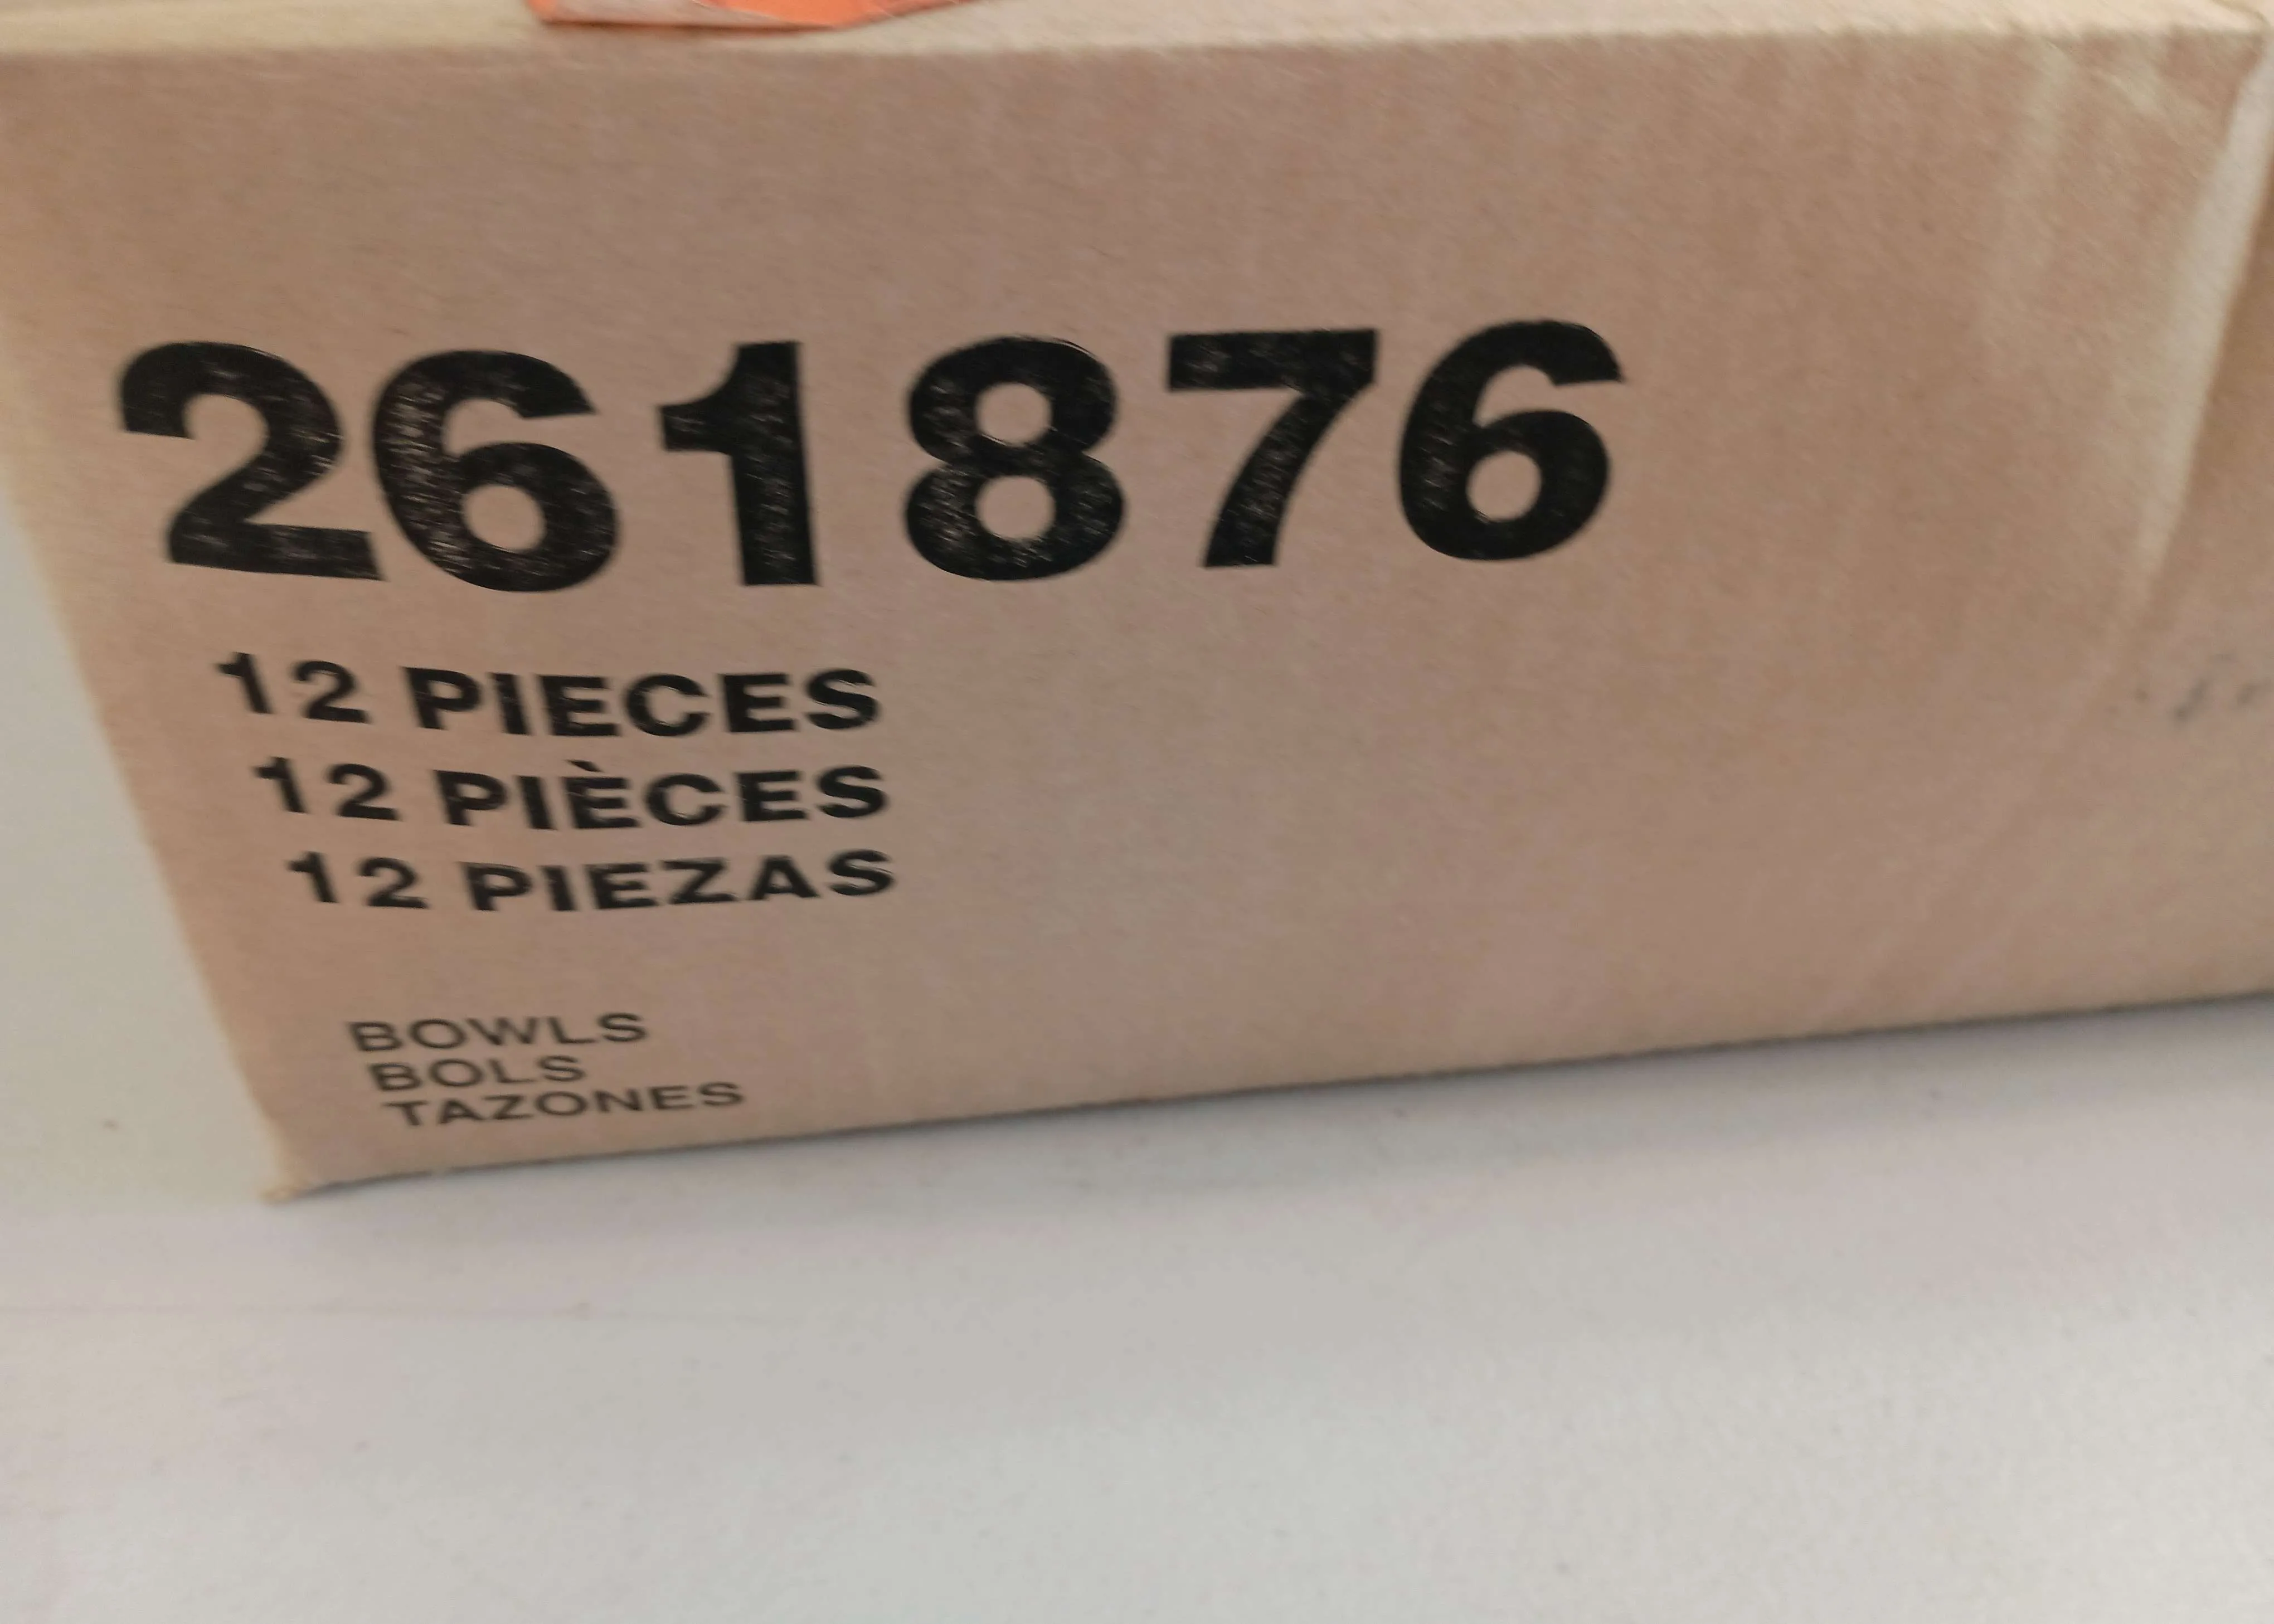 261876
12 PIECES
12 PIÈCES
12 PIEZAS
BOWLS
BOLS
TAZONES